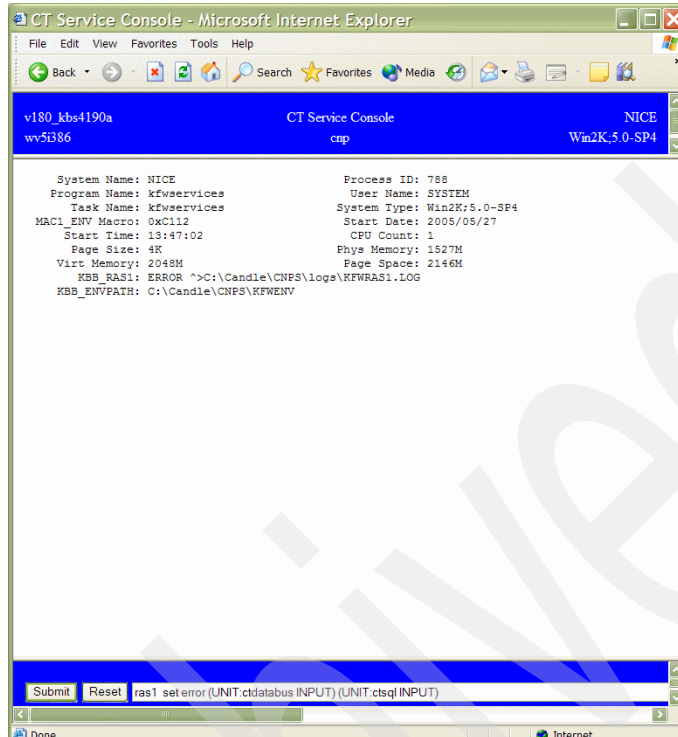 CT Service Console - Microsoft Internet Explorer
File Edit View Favorites Tools Help
Back Search Favorites Media
v180_kbs4190a CT Service Console NICE
wv5i386 cnp Win2K;5.0-SP4
System Name: NICE Process ID: 788
Program Name: kfwservices User Name: SYSTEM
Task Name: kfwservices System Type: Win2K;5.0-SP4
MAC1_ENV Macro: 0xC112 Start Date: 2005/05/27
Start Time: 13:47:02 CPU Count: 1
Page Size: 4K Phys Memory: 1527M
Virt Memory: 2048M Page Space: 2146M
KBB_RAS1: ERROR ^>C:\Candle\CNPS\logs\KFWRAS1.LOG
KBB_ENVPATH: C:\Candle\CNPS\KFWENV
Submit Reset ras1 set error (UNIT:ctdatabus INPUT) (UNIT:ctsql INPUT)
Done Internet